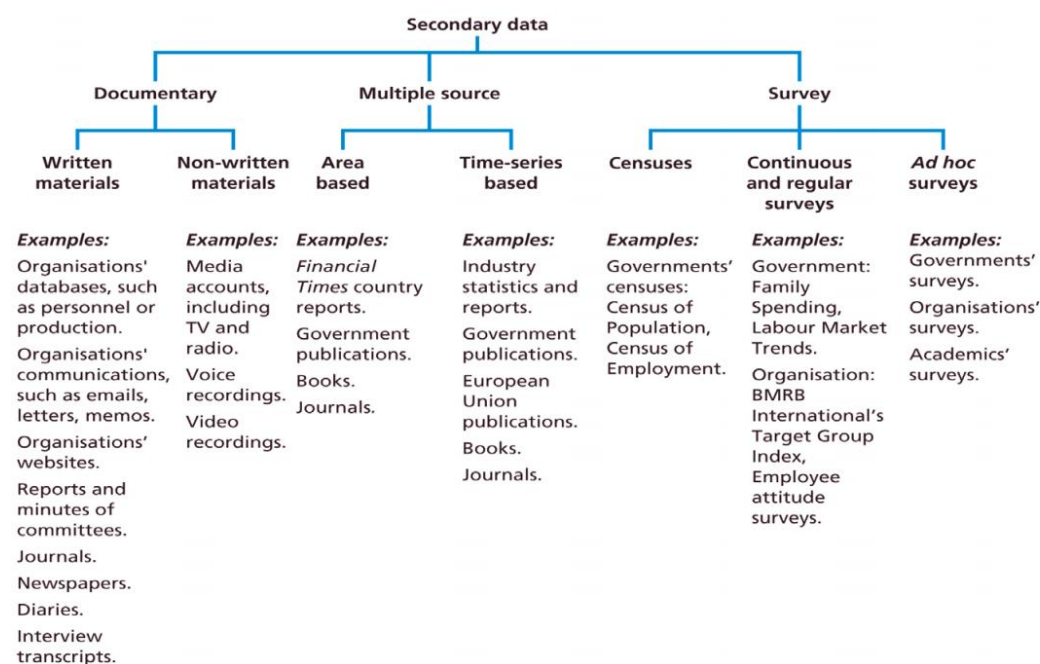 Secondary data
Documentary
Multiple source
Survey
Written
materials
Non-written
materials
Area
based
Time-series
based
Censuses
Continuous
and regular
surveys
Ad hoc
surveys
Examples:
Organisations'
databases, such
as personnel or
production.
Organisations'
communications,
such as emails,
letters, memos.
Organisations’
websites.
Reports and
minutes of
committees.
Journals.
Newspapers.
Diaries.
Interview
transcripts.
Examples:
Media
accounts,
including
TV and
radio.
Voice
recordings.
Video
recordings.
Examples:
Financial
Times country
reports.
Government
publications.
Books.
Journals.
Examples:
Industry
statistics and
reports.
Government
publications.
European
Union
publications.
Books.
Journals.
Examples:
Governments’
censuses:
Census of
Population,
Census of
Employment.
Examples:
Government:
Family
Spending,
Labour Market
Trends.
Organisation:
BMRB
International’s
Target Group
Index,
Employee
attitude
surveys.
Examples:
Governments’
surveys.
Organisations’
surveys.
Academics’
surveys.